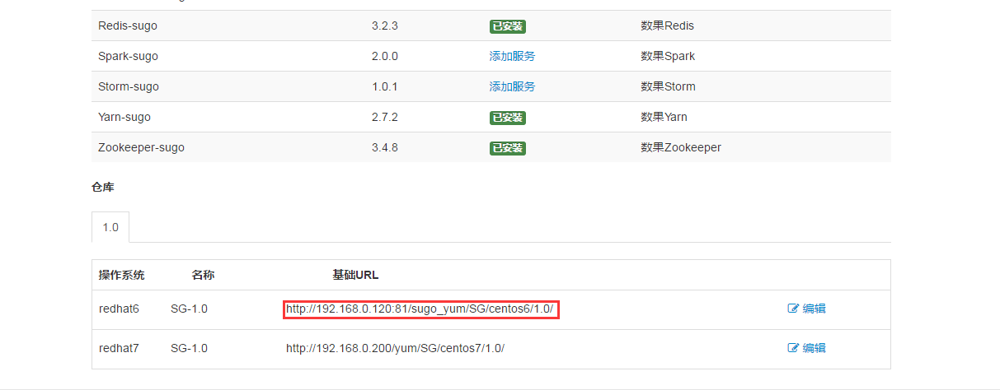 Redis-sugo 3.2.3 已安装 数果Redis
Spark-sugo 2.0.0 添加服务 数果Spark
Storm-sugo 1.0.1 添加服务 数果Storm
Yarn-sugo 2.7.2 已安装 数果Yarn
Zookeeper-sugo 3.4.8 已安装 数果Zookeeper
仓库
1.0
操作系统 名称 基础URL
redhat6 SG-1.0 http://192.168.0.120:81/sugo_yum/SG/centos6/1.0/ 编辑
redhat7 SG-1.0 http://192.168.0.200/yum/SG/centos7/1.0/ 编辑